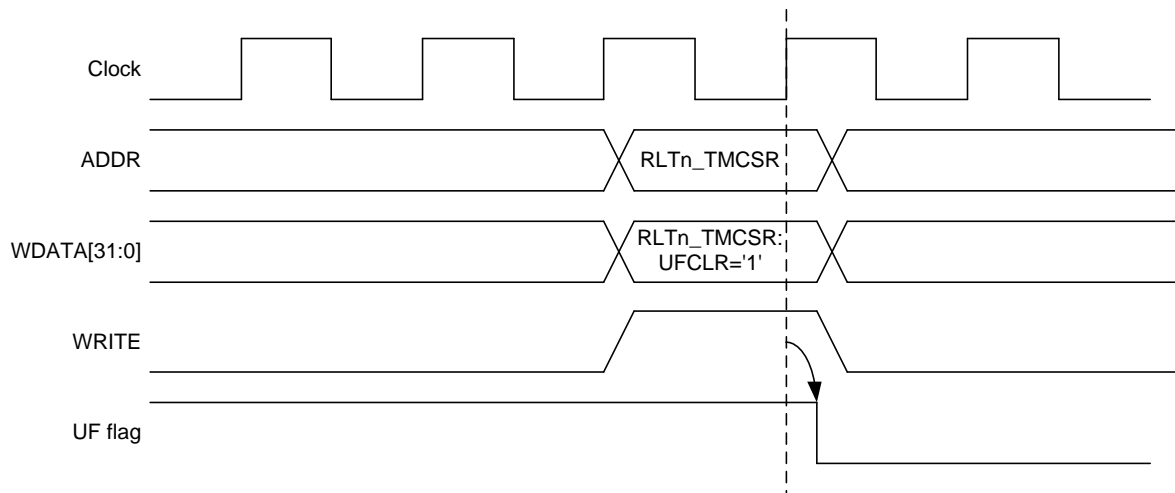 Clock
ADDR
RLTn_TMCSR
WDATA[31:0]
RLTn_TMCSR:
UFCLR='1'
WRITE
UF flag